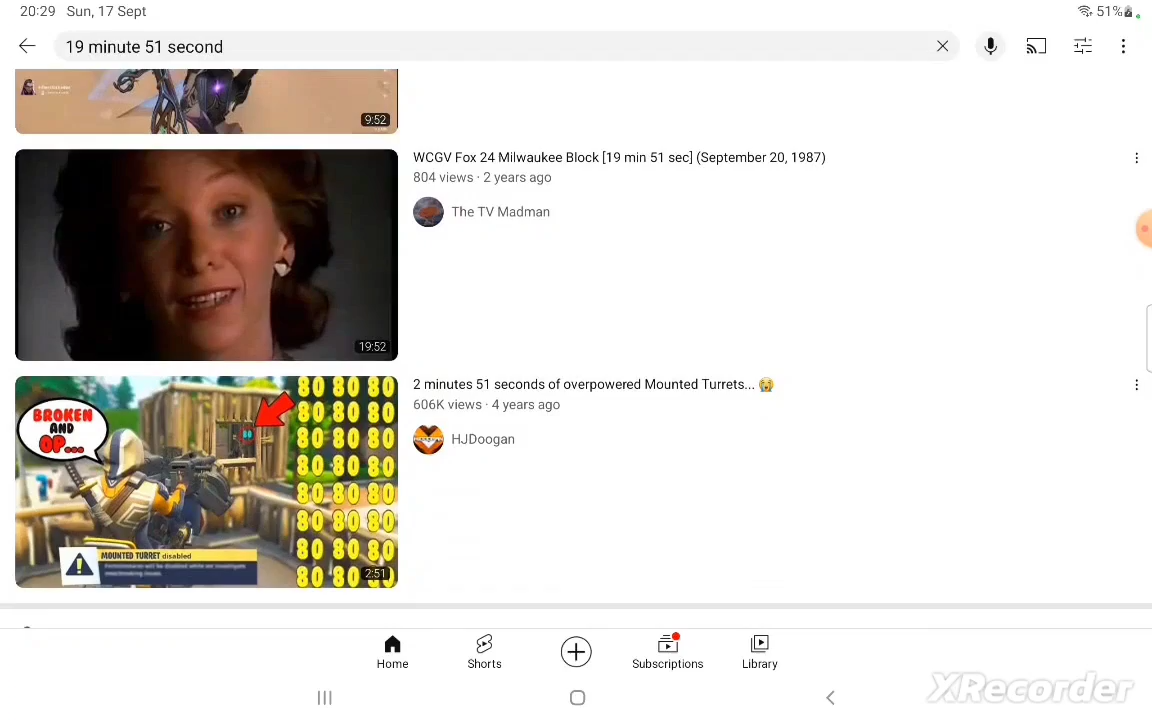 20:29 Sun, 17 Sept
51%
19 minute 51 second
9:52
WCGV Fox 24 Milwaukee Block [19 min 51 sec] (September 20, 1987)
804 views · 2 years ago
The TV Madman
19:52
2 minutes 51 seconds of overpowered Mounted Turrets... 😭
606K views · 4 years ago
HJDoogan
BROKEN
AND
OP...
80 80 80
80 80 80
80 80 80
80 80 80
80 80 80
80 80 80
80 80 80
80 80
MOUNTED TURRET disabled
2:51
Home
Shorts
Subscriptions
Library
XRecorder